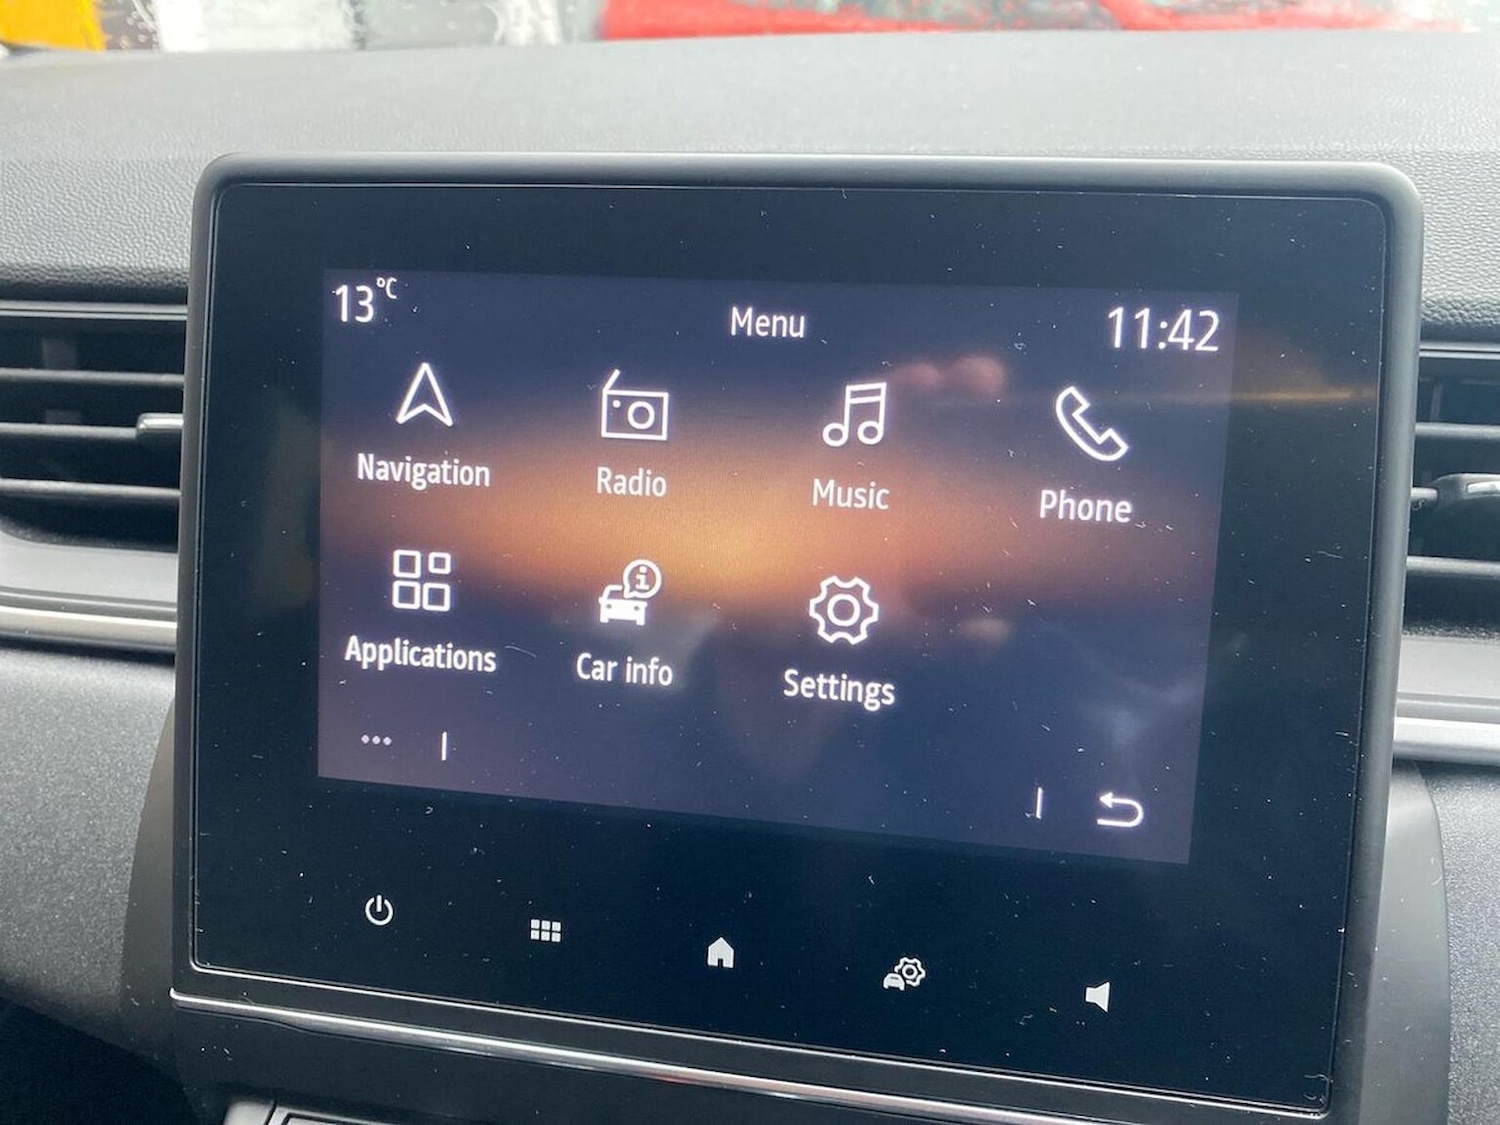 13°C
Menu
11:42
Navigation
Radio
Music
Phone
Applications
Car info
Settings